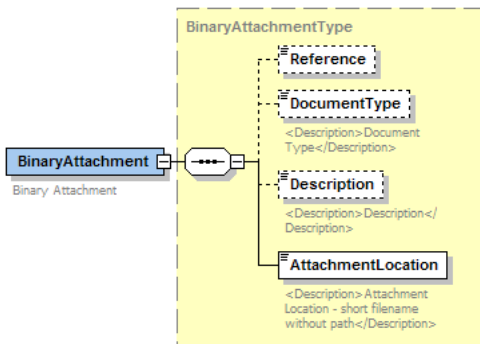 BinaryAttachmentType
Reference
DocumentType
<Description>Document
Type</Description>
BinaryAttachment
Binary Attachment
Description
<Description>Description</
Description>
AttachmentLocation
<Description>Attachment
Location - short filename
without path</Description>